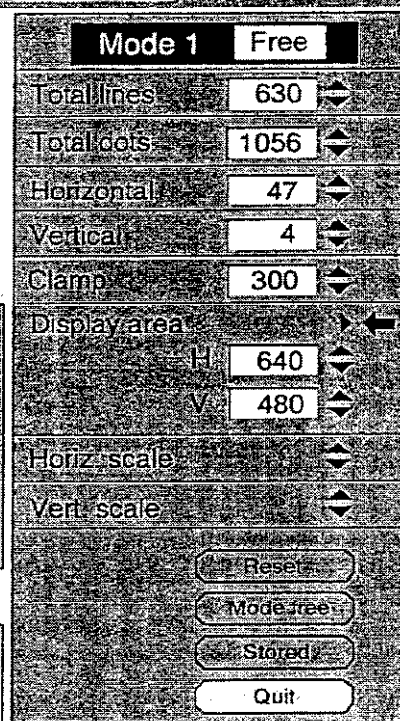 Mode 1 Free
Total lines 630
Total dots 1056
Horizontal 47
Vertical 4
Clamp 300
Display area
H 640
V 480
Horiz. scale
Vert. scale
Reset
Mode free
Stored
Quit